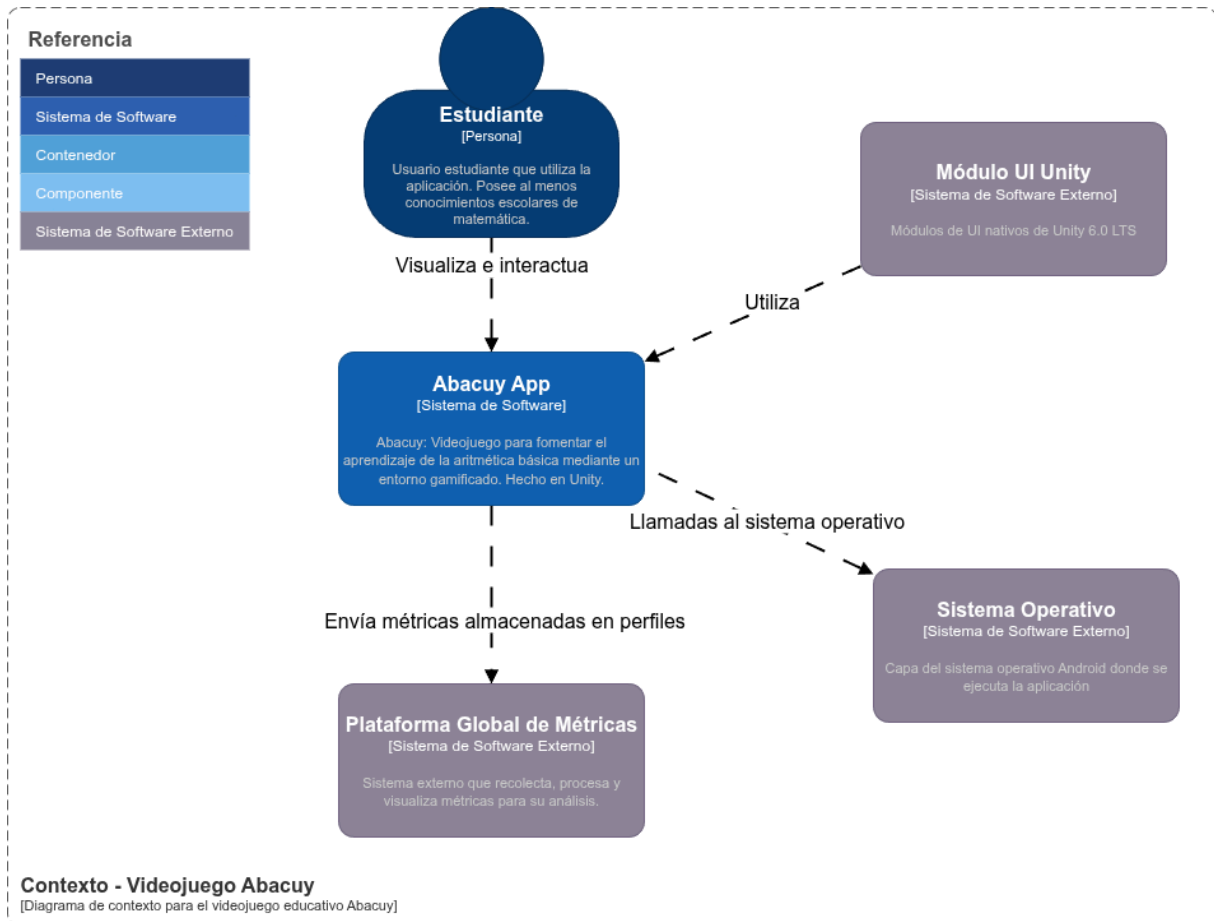 Referencia
Persona
Sistema de Software
Contenedor
Componente
Sistema de Software Externo
Estudiante
[Persona]
Usuario estudiante que utiliza la
aplicación. Posee al menos
conocimientos escolares de
matemática.
Módulo UI Unity
[Sistema de Software Externo]
Módulos de UI nativos de Unity 6.0 LTS
Visualiza e interactua
Utiliza
Abacuy App
[Sistema de Software]
Abacuy: Videojuego para fomentar el
aprendizaje de la aritmética básica mediante un
entorno gamificado. Hecho en Unity.
Llamadas al sistema operativo
Envía métricas almacenadas en perfiles
Sistema Operativo
[Sistema de Software Externo]
Capa del sistema operativo Android donde se
ejecuta la aplicación
Plataforma Global de Métricas
[Sistema de Software Externo]
Sistema externo que recolecta, procesa y
visualiza métricas para su análisis.
Contexto - Videojuego Abacuy
[Diagrama de contexto para el videojuego educativo Abacuy]